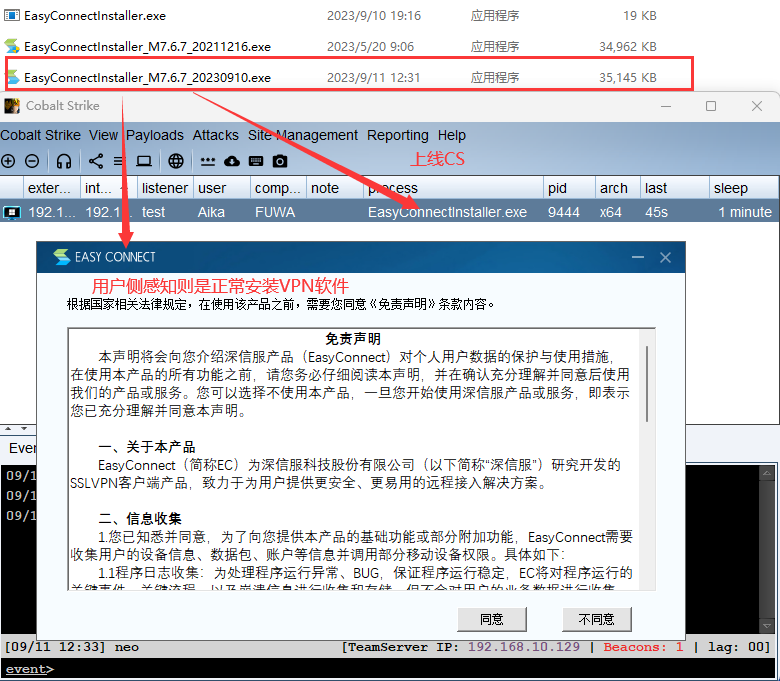 EasyConnectInstaller.exe 2023/9/10 19:16 应用程序 19 KB
EasyConnectInstaller_M7.6.7_20211216.exe 2023/5/20 9:06 应用程序 34,962 KB
EasyConnectInstaller_M7.6.7_20230910.exe 2023/9/11 12:31 应用程序 35,145 KB
Cobalt Strike
Cobalt Strike View Payloads Attacks Site Management Reporting Help
上线CS
exter... int... listener user comp... note process pid arch last sleep
192.1... 192.1... test Aika FUWA EasyConnectInstaller.exe 9444 x64 45s 1 minute
EASY CONNECT
用户侧感知则是正常安装VPN软件
根据国家相关法律规定，在使用该产品之前，需要您同意《免责声明》条款内容。
免责声明
本声明将会向您介绍深信服产品（EasyConnect）对个人用户数据的保护与使用措施，
在使用本产品的所有功能之前，请您务必仔细阅读本声明，并在确认充分理解并同意后使用
我们的产品或服务。您可以选择不使用本产品，一旦您开始使用深信服产品或服务，即表示
您已充分理解并同意本声明。
一、关于本产品
EasyConnect（简称EC）为深信服科技股份有限公司（以下简称“深信服”）研究开发的
SSLVPN客户端产品，致力于为用户提供更安全、更易用的远程接入解决方案。
二、信息收集
1.您已知悉并同意，为了向您提供本产品的基础功能或部分附加功能，EasyConnect需要
收集用户的设备信息、数据包、账户等信息并调用部分移动设备权限。具体如下：
1.1程序日志收集：为处理程序运行异常、BUG，保证程序运行稳定，EC将对程序运行的
同意 不同意
Ever
09/1
09/1
09/1
[09/11 12:33] neo [TeamServer IP: 192.168.10.129 | Beacons: 1 | lag: 00]
event>